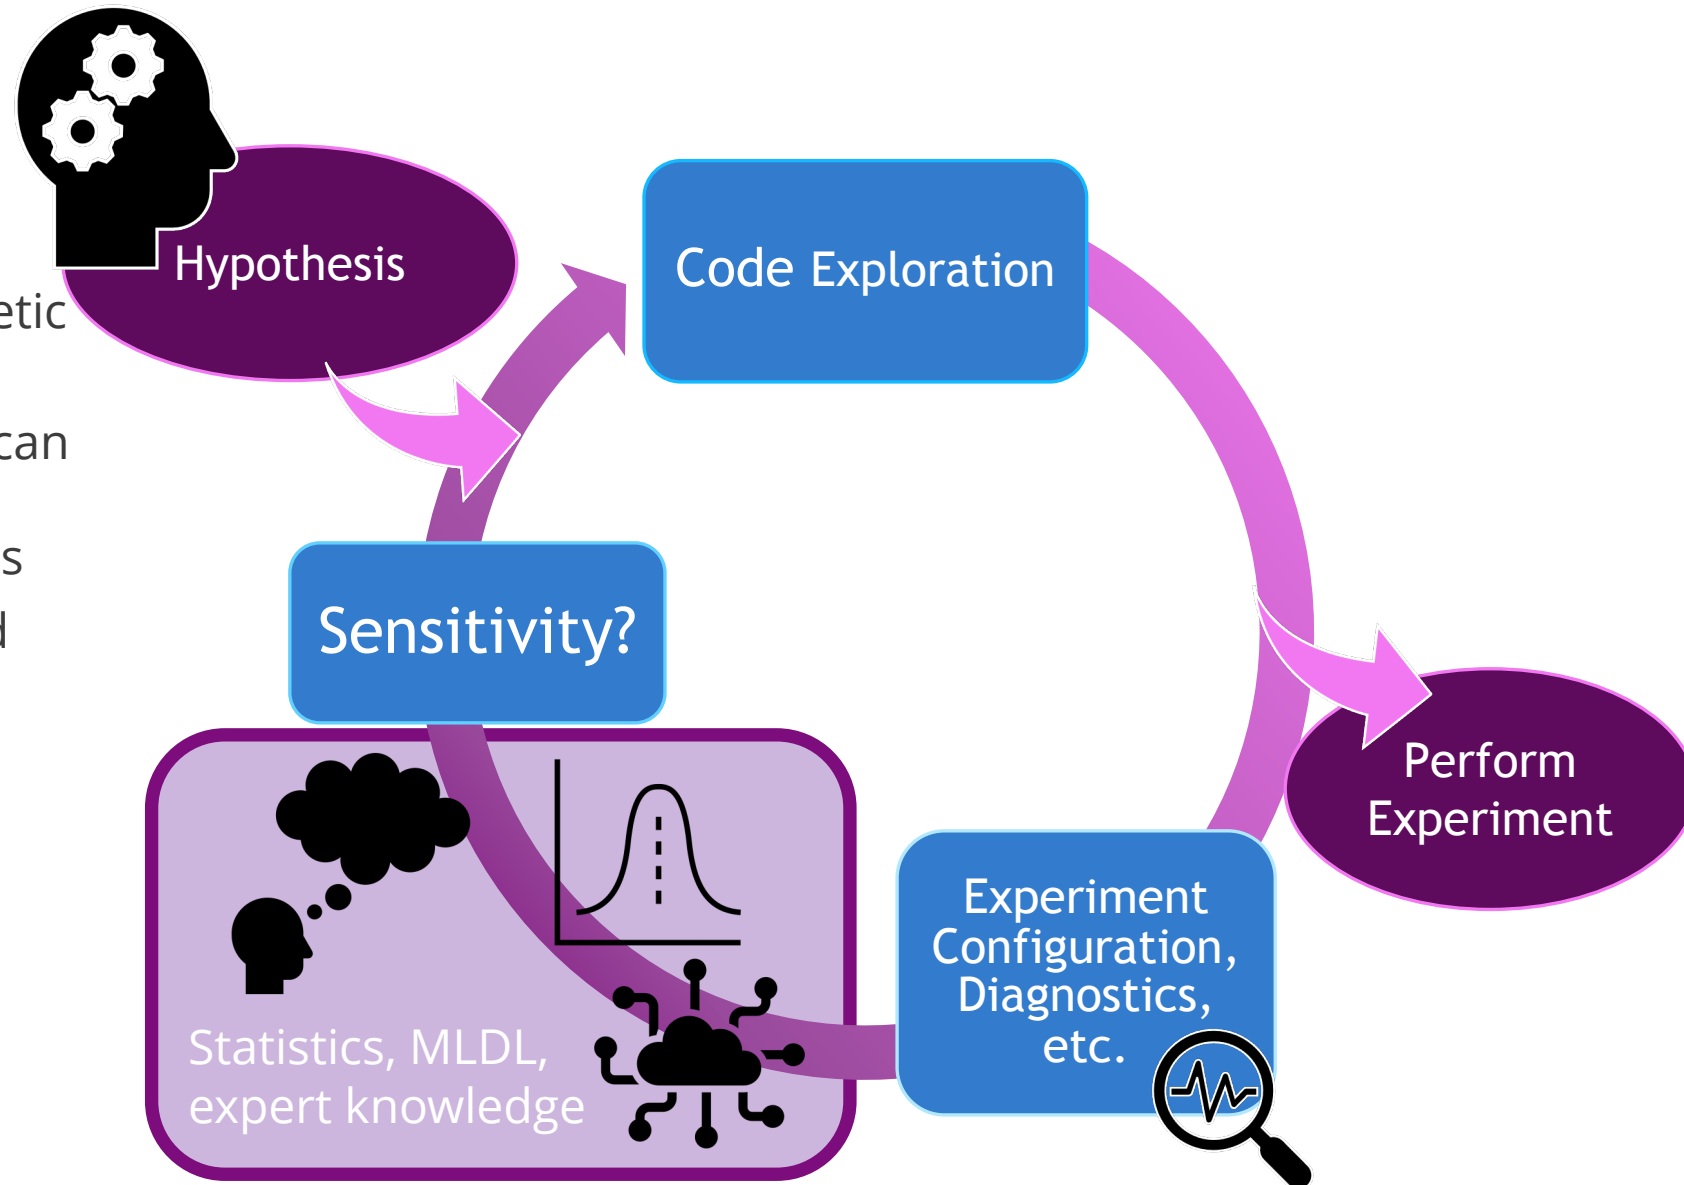 Hypothesis
Code Exploration
etic
can
s
Sensitivity?
Perform
Experiment
Experiment
Configuration,
Diagnostics,
etc.
Statistics, MLDL,
expert knowledge